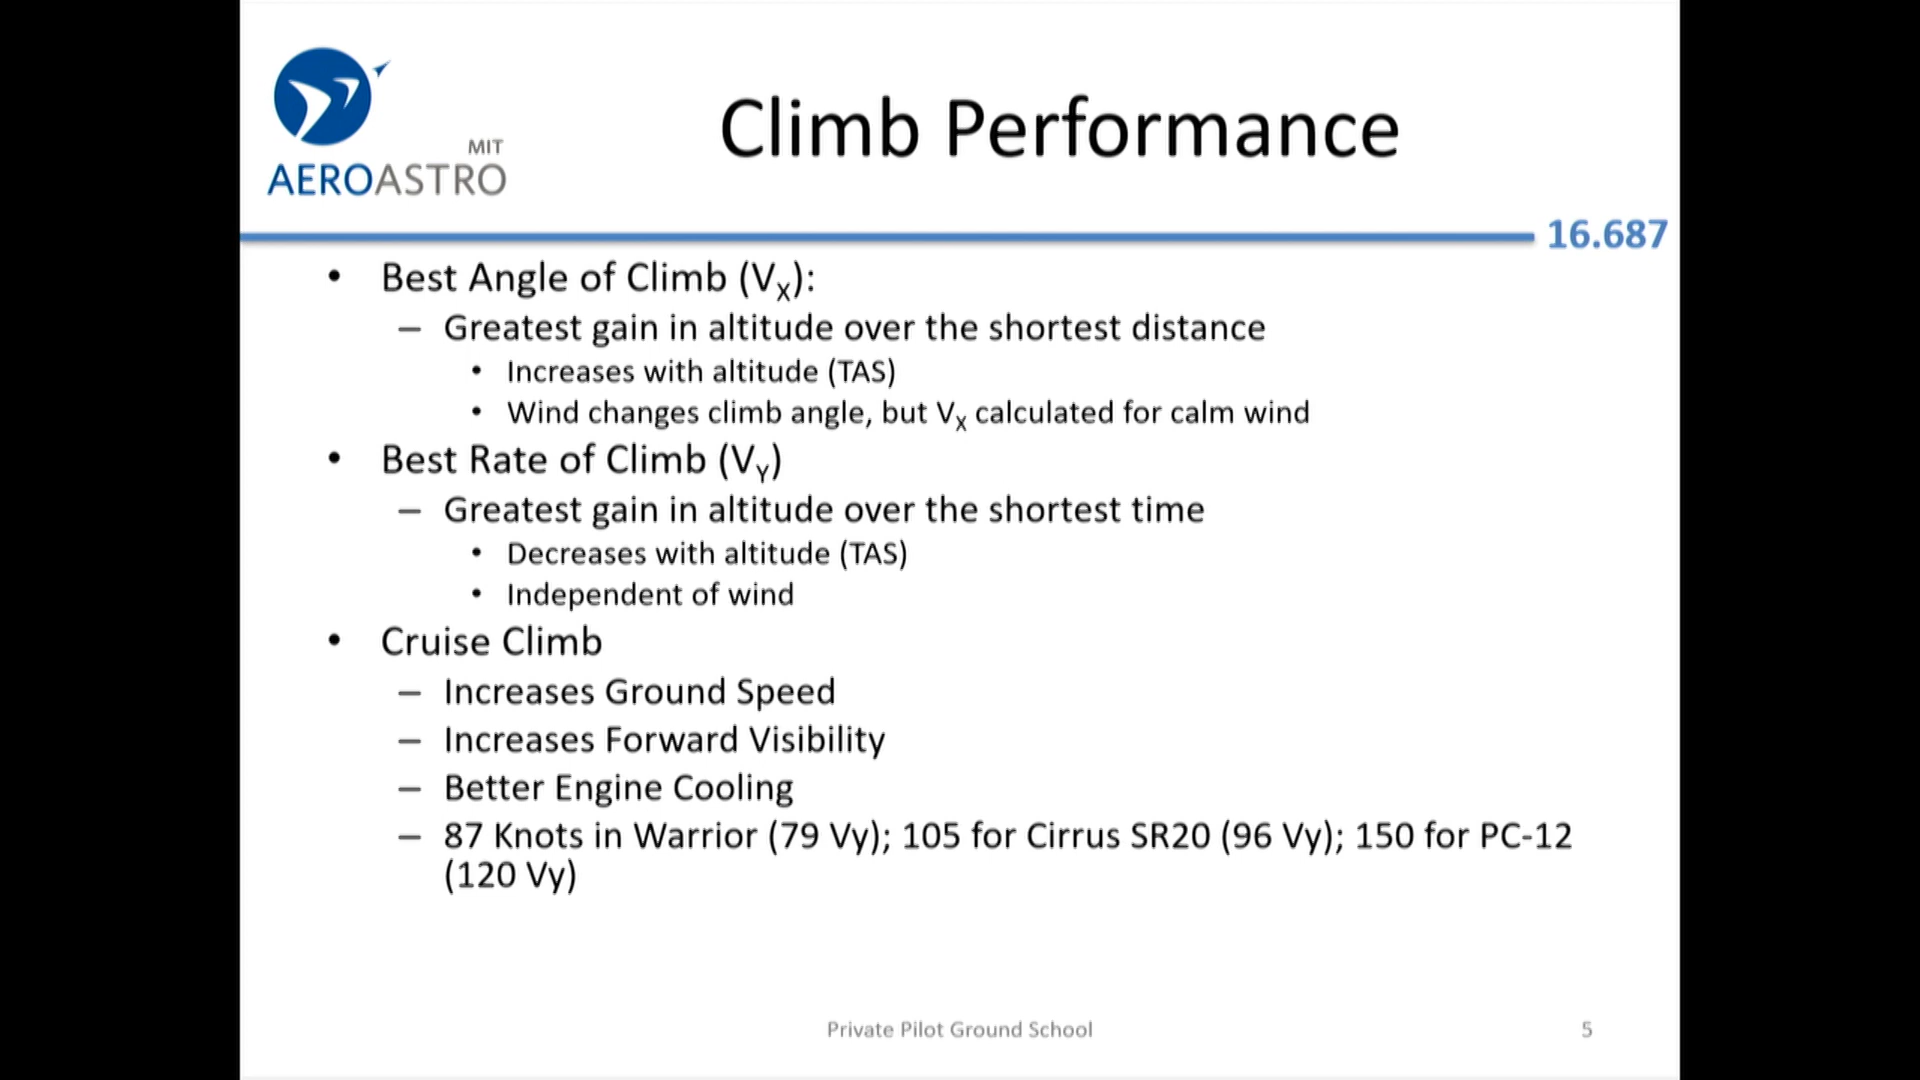 MIT
AEROASTRO
Climb Performance
16.687
• Best Angle of Climb (VX):
– Greatest gain in altitude over the shortest distance
• Increases with altitude (TAS)
• Wind changes climb angle, but VX calculated for calm wind
• Best Rate of Climb (VY)
– Greatest gain in altitude over the shortest time
• Decreases with altitude (TAS)
• Independent of wind
• Cruise Climb
– Increases Ground Speed
– Increases Forward Visibility
– Better Engine Cooling
– 87 Knots in Warrior (79 Vy); 105 for Cirrus SR20 (96 Vy); 150 for PC-12
(120 Vy)
Private Pilot Ground School
5